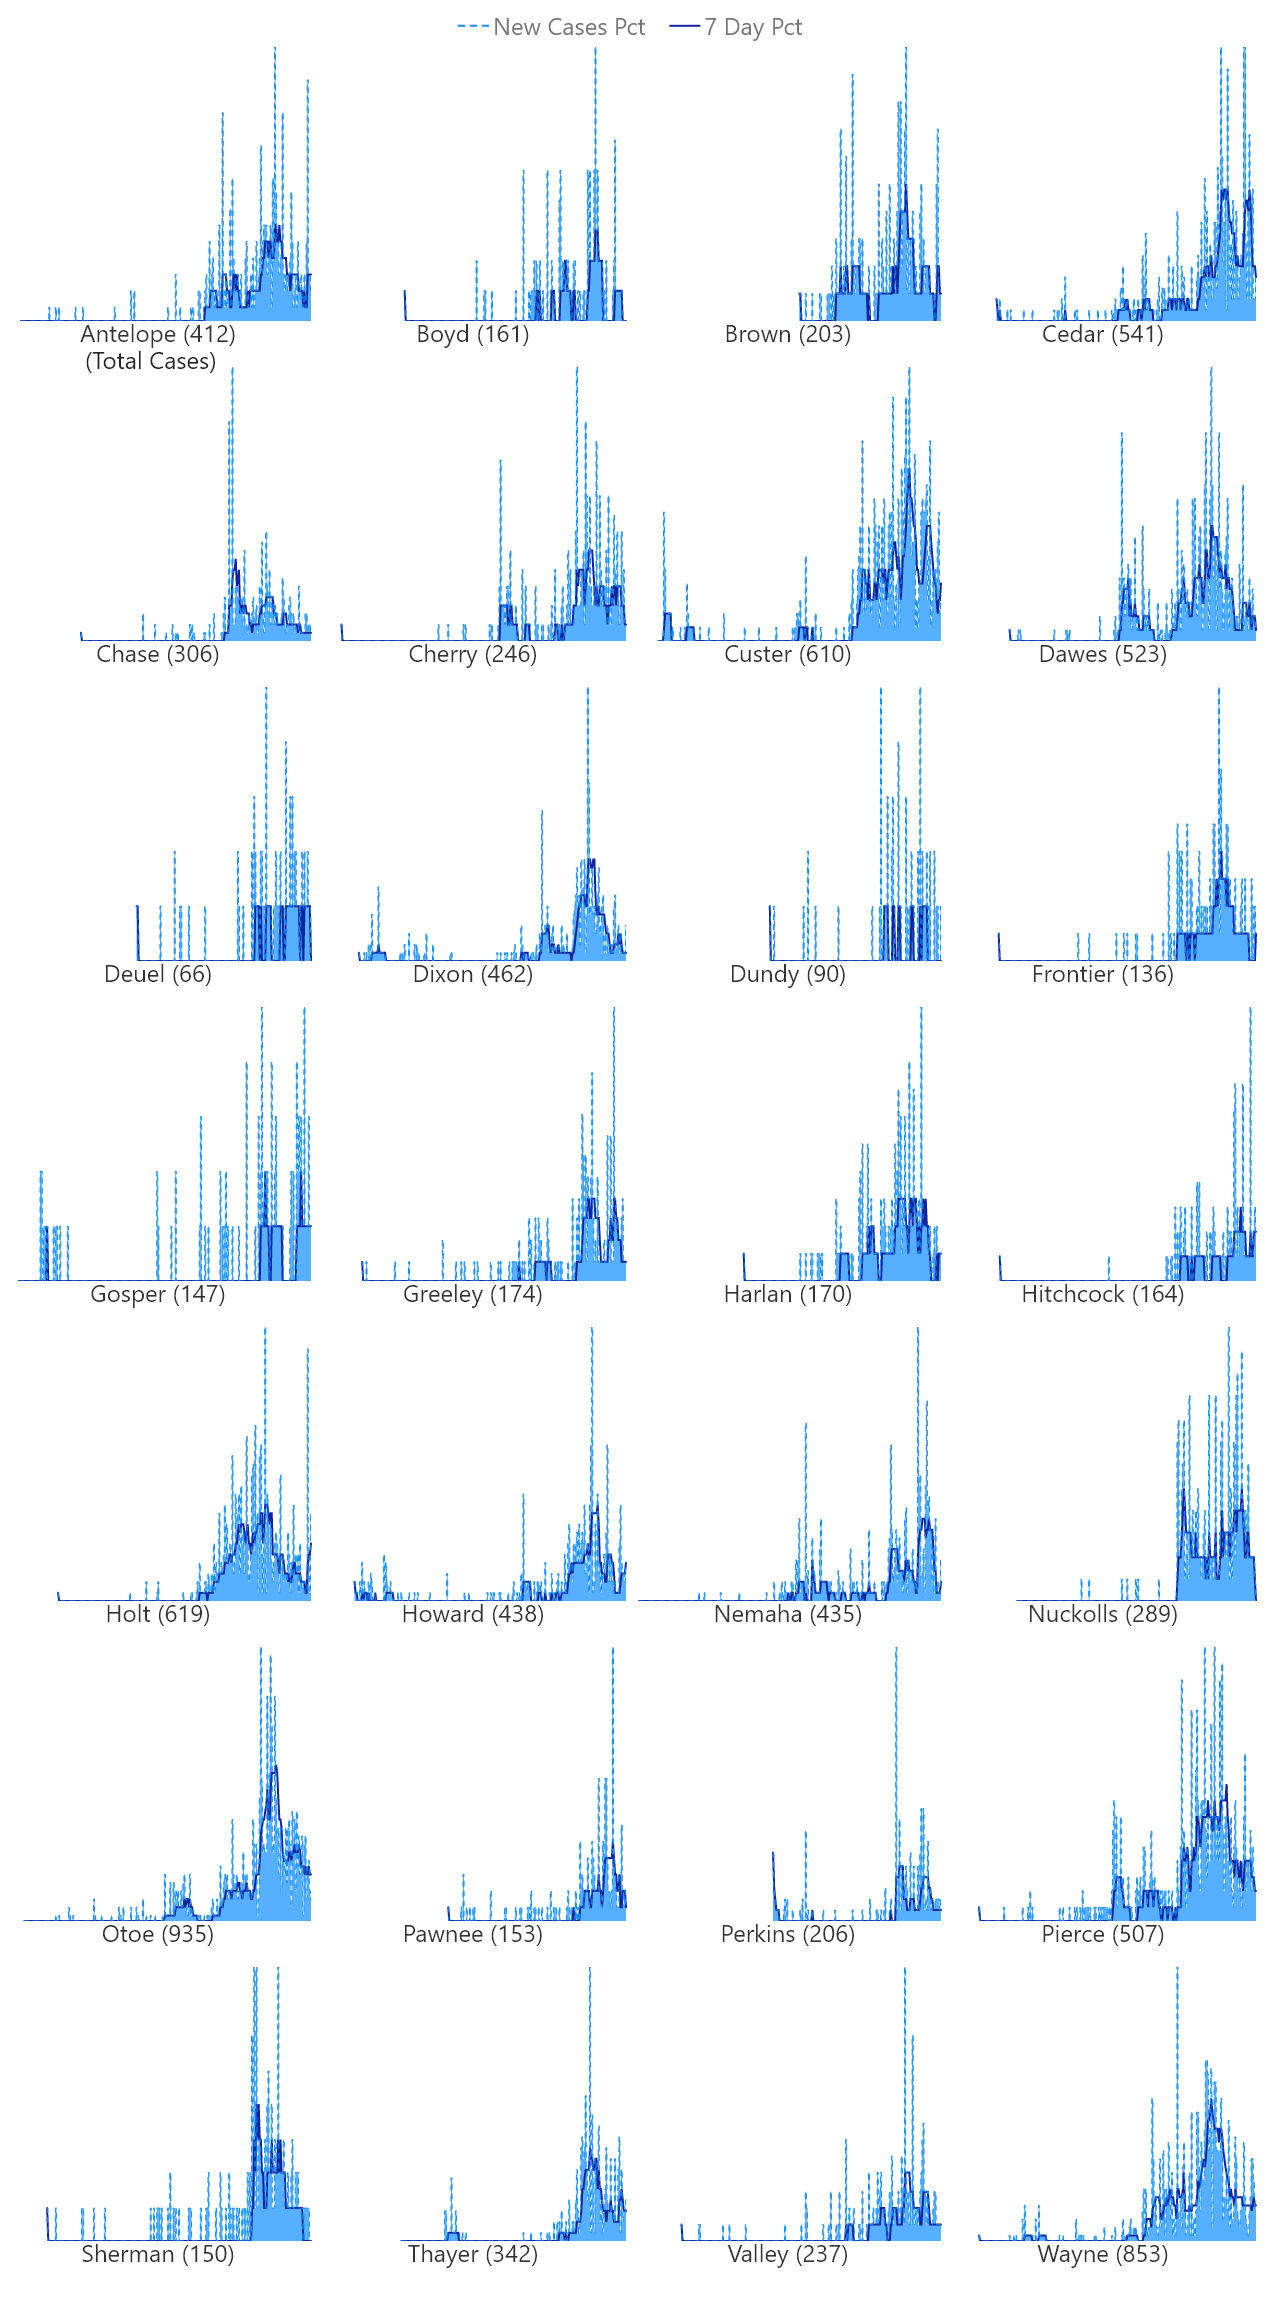 New Cases Pct 7 Day Pct
Antelope (412) Boyd (161) Brown (203) Cedar (541)
(Total Cases)
Chase (306) Cherry (246) Custer (610) Dawes (523)
Deuel (66) Dixon (462) Dundy (90) Frontier (136)
Gosper (147) Greeley (174) Harlan (170) Hitchcock (164)
Holt (619) Howard (438) Nemaha (435) Nuckolls (289)
Otoe (935) Pawnee (153) Perkins (206) Pierce (507)
Sherman (150) Thayer (342) Valley (237) Wayne (853)